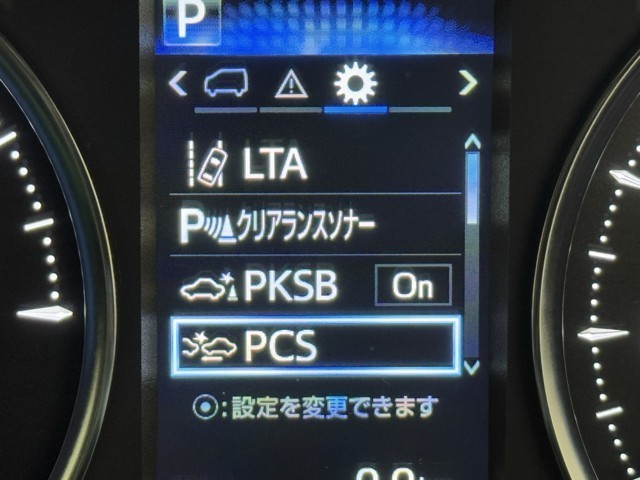 P
LTA
Pクリアランスソナー
PKSB On
PCS
:設定を変更できます